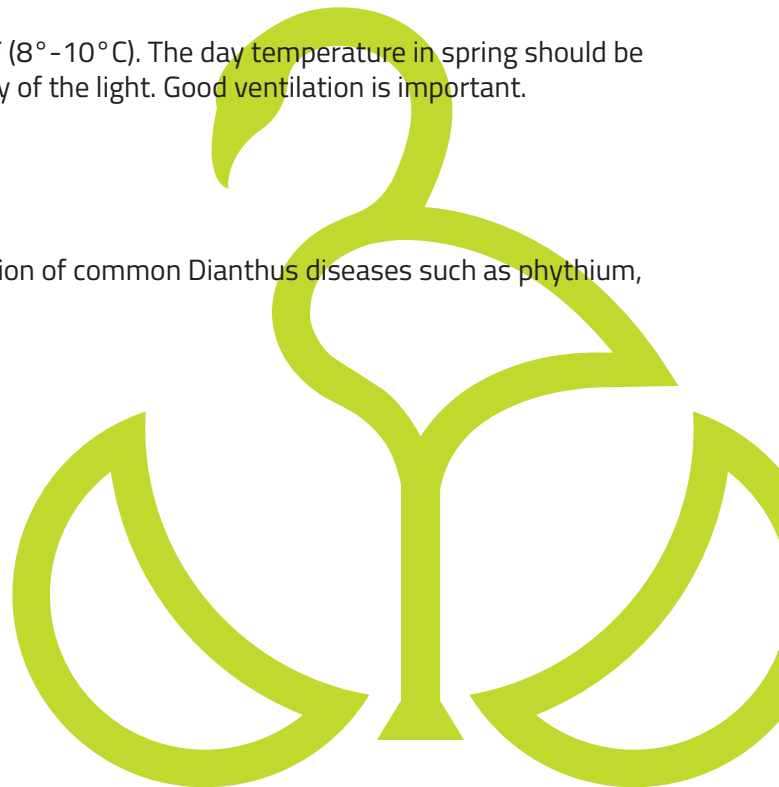 (8°-10°C). The day temperature in spring should be
of the light. Good ventilation is important.
ion of common Dianthus diseases such as phythium,